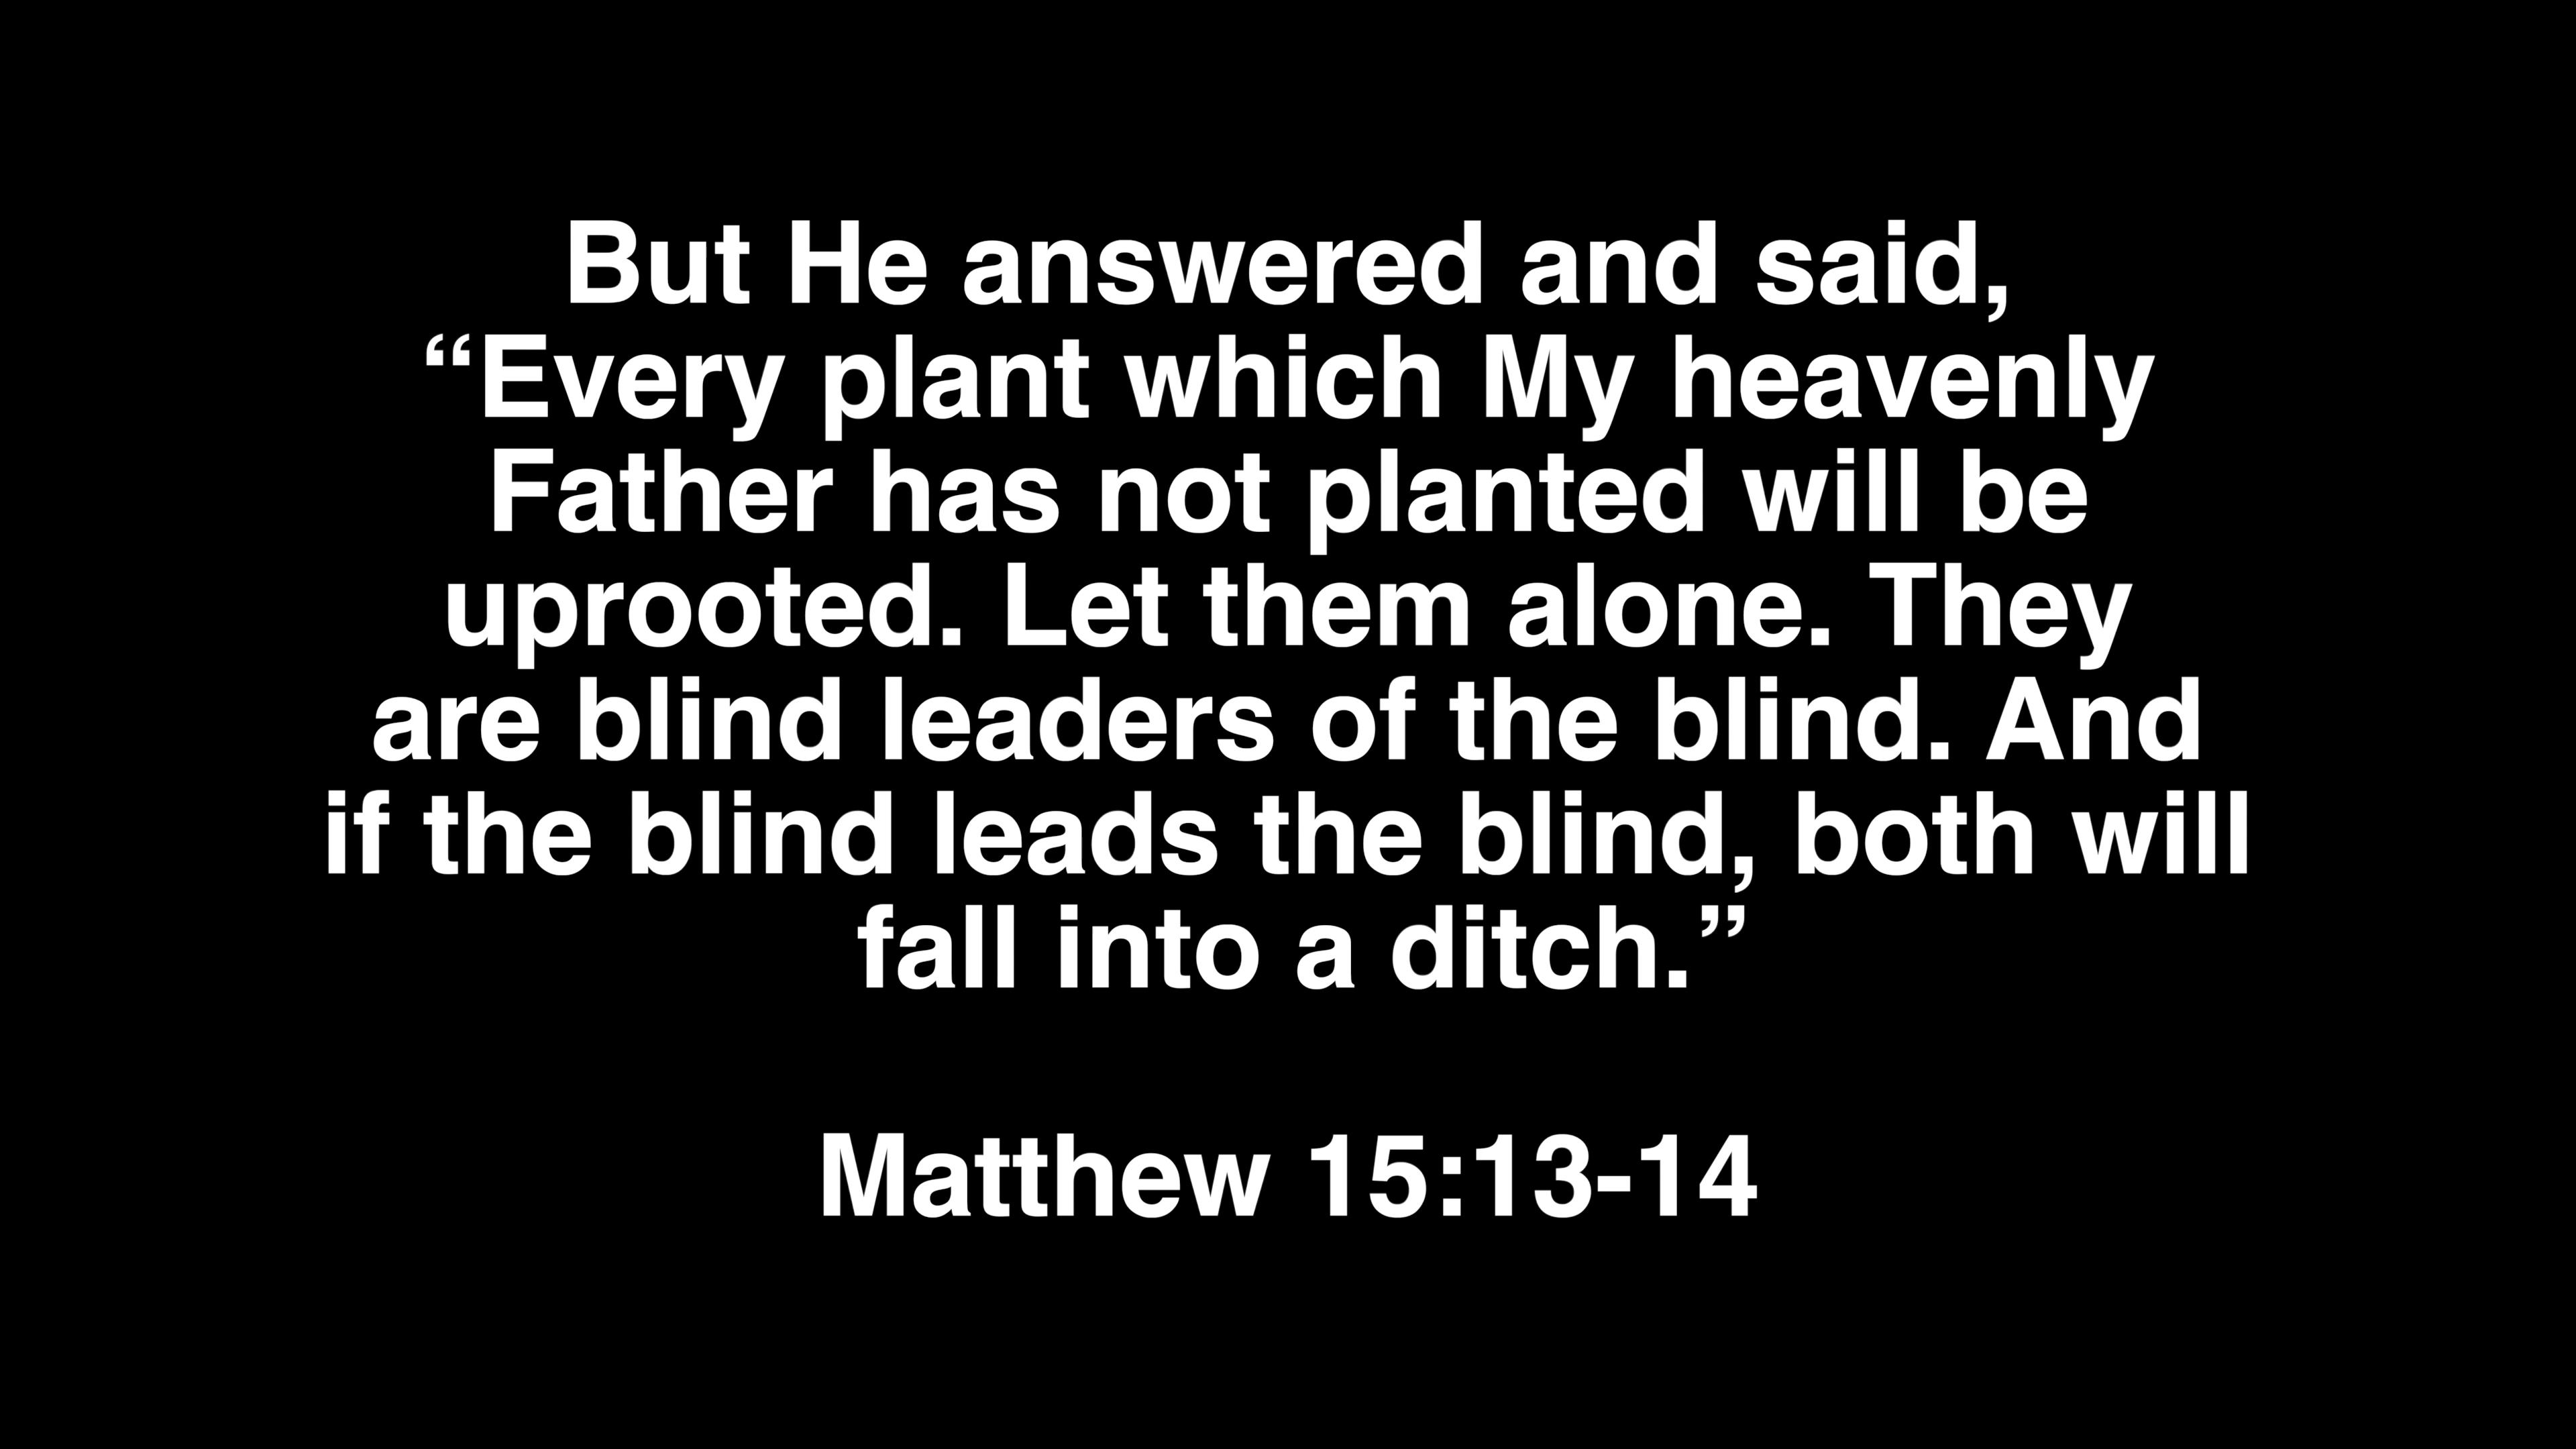 But He answered and said,
“Every plant which My heavenly
Father has not planted will be
uprooted. Let them alone. They
are blind leaders of the blind. And
if the blind leads the blind, both will
fall into a ditch.”
Matthew 15:13-14